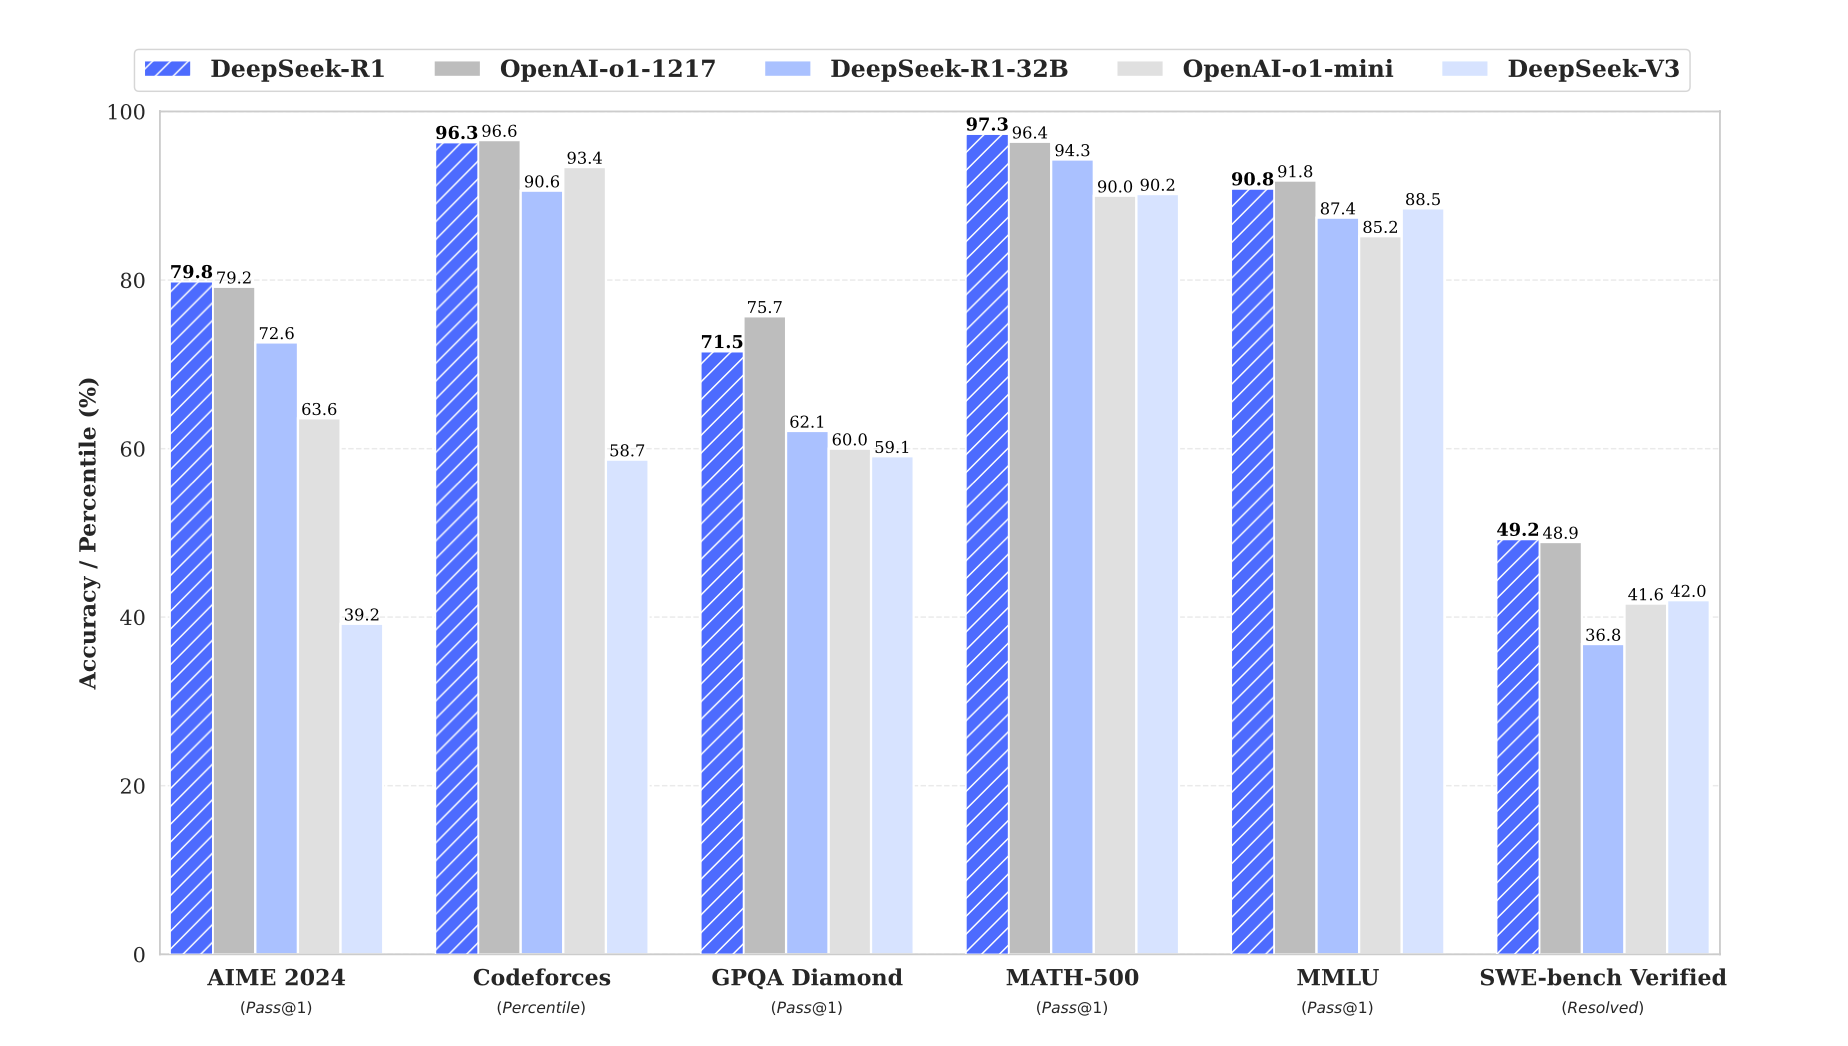 DeepSeek-R1 OpenAI-o1-1217 DeepSeek-R1-32B OpenAI-o1-mini DeepSeek-V3
Accuracy / Percentile (%)
100
80
60
40
20
0
79.8 79.2 72.6 63.6 39.2
96.3 96.6 90.6 93.4 58.7
71.5 75.7 62.1 60.0 59.1
97.3 96.4 94.3 90.0 90.2
90.8 91.8 87.4 85.2 88.5
49.2 48.9 36.8 41.6 42.0
AIME 2024 Codeforces GPQA Diamond MATH-500 MMLU SWE-bench Verified
(Pass@1) (Percentile) (Pass@1) (Pass@1) (Pass@1) (Resolved)